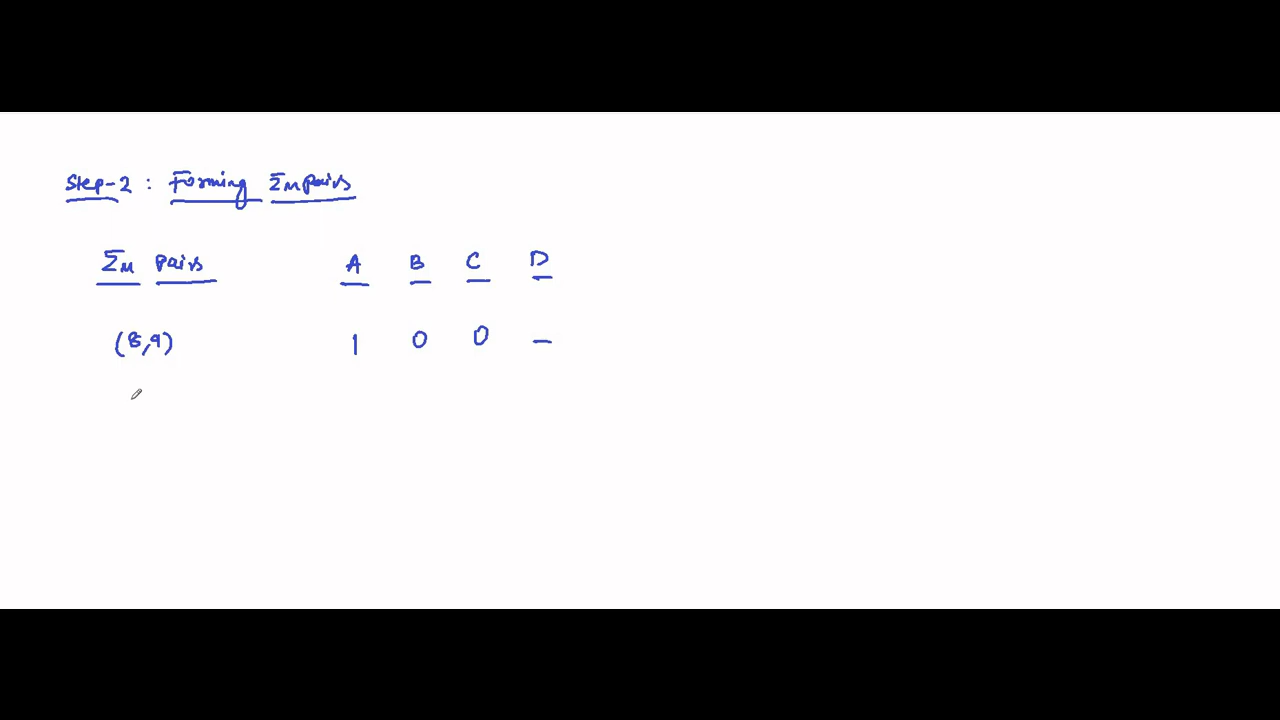 Step-2 : Forming Σm pairs
Σm pairs A B C D
(8,9) 1 0 0 –